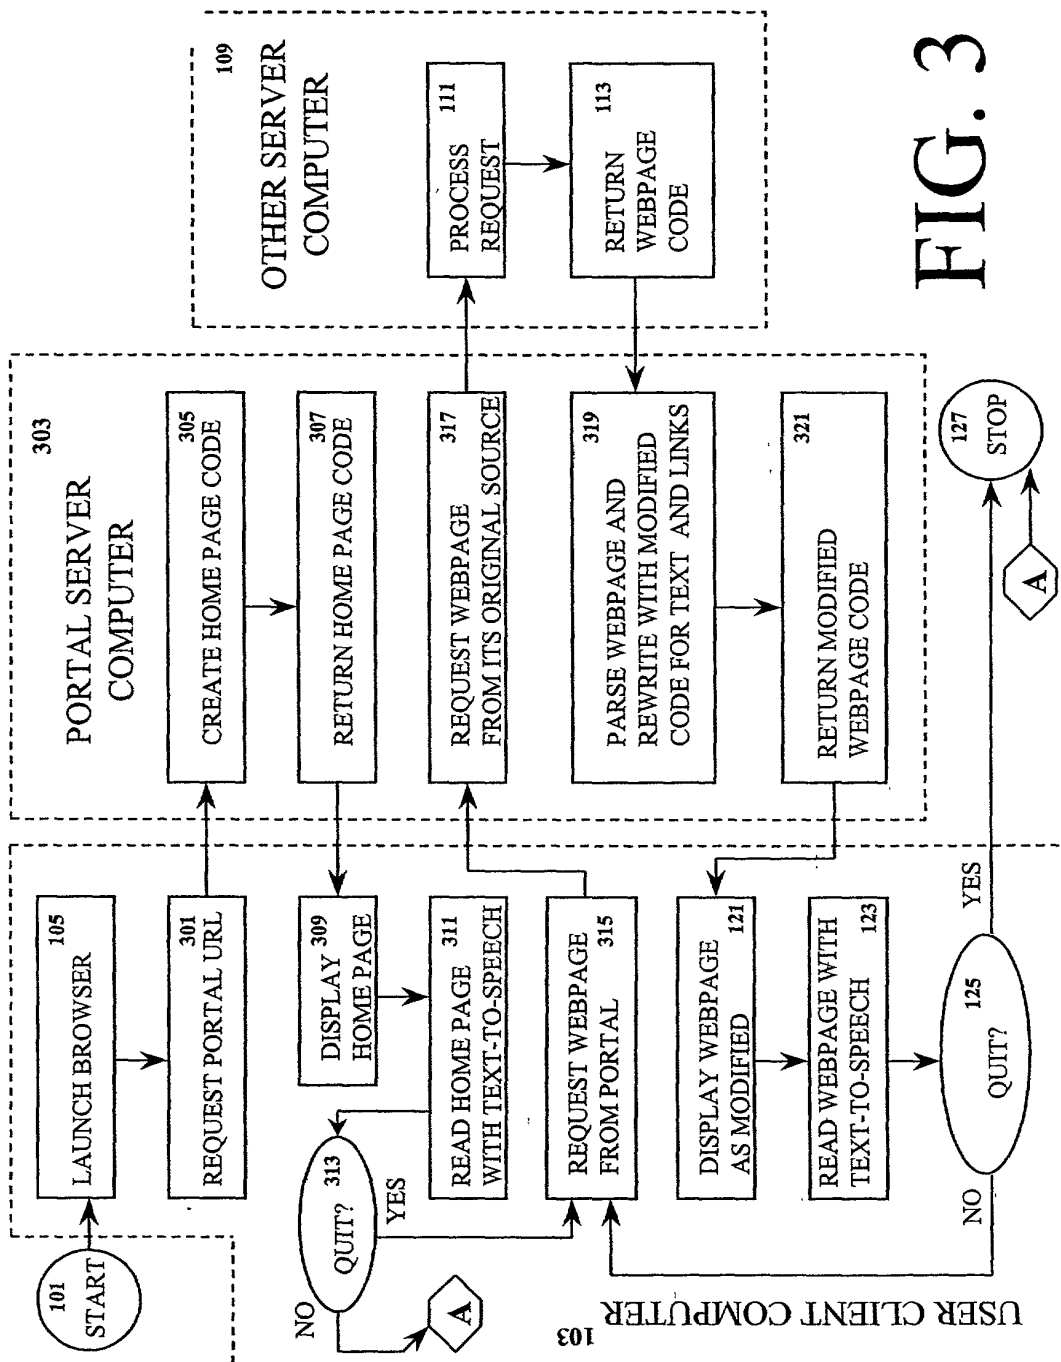 101
START
105
LAUNCH BROWSER
301
REQUEST PORTAL URL
309
DISPLAY
HOME PAGE
311
READ HOME PAGE
WITH TEXT-TO-SPEECH
313
QUIT?
NO
YES
A
315
REQUEST WEBPAGE
FROM PORTAL
121
DISPLAY WEBPAGE
AS MODIFIED
123
READ WEBPAGE WITH
TEXT-TO-SPEECH
125
QUIT?
NO
YES
103
USER CLIENT COMPUTER
PORTAL SERVER
COMPUTER
303
305
CREATE HOME PAGE CODE
307
RETURN HOME PAGE CODE
317
REQUEST WEBPAGE
FROM ITS ORIGINAL SOURCE
319
PARSE WEBPAGE AND
REWRITE WITH MODIFIED
CODE FOR TEXT AND LINKS
321
RETURN MODIFIED
WEBPAGE CODE
A
127
STOP
109
OTHER SERVER
COMPUTER
111
PROCESS
REQUEST
113
RETURN
WEBPAGE
CODE
FIG. 3